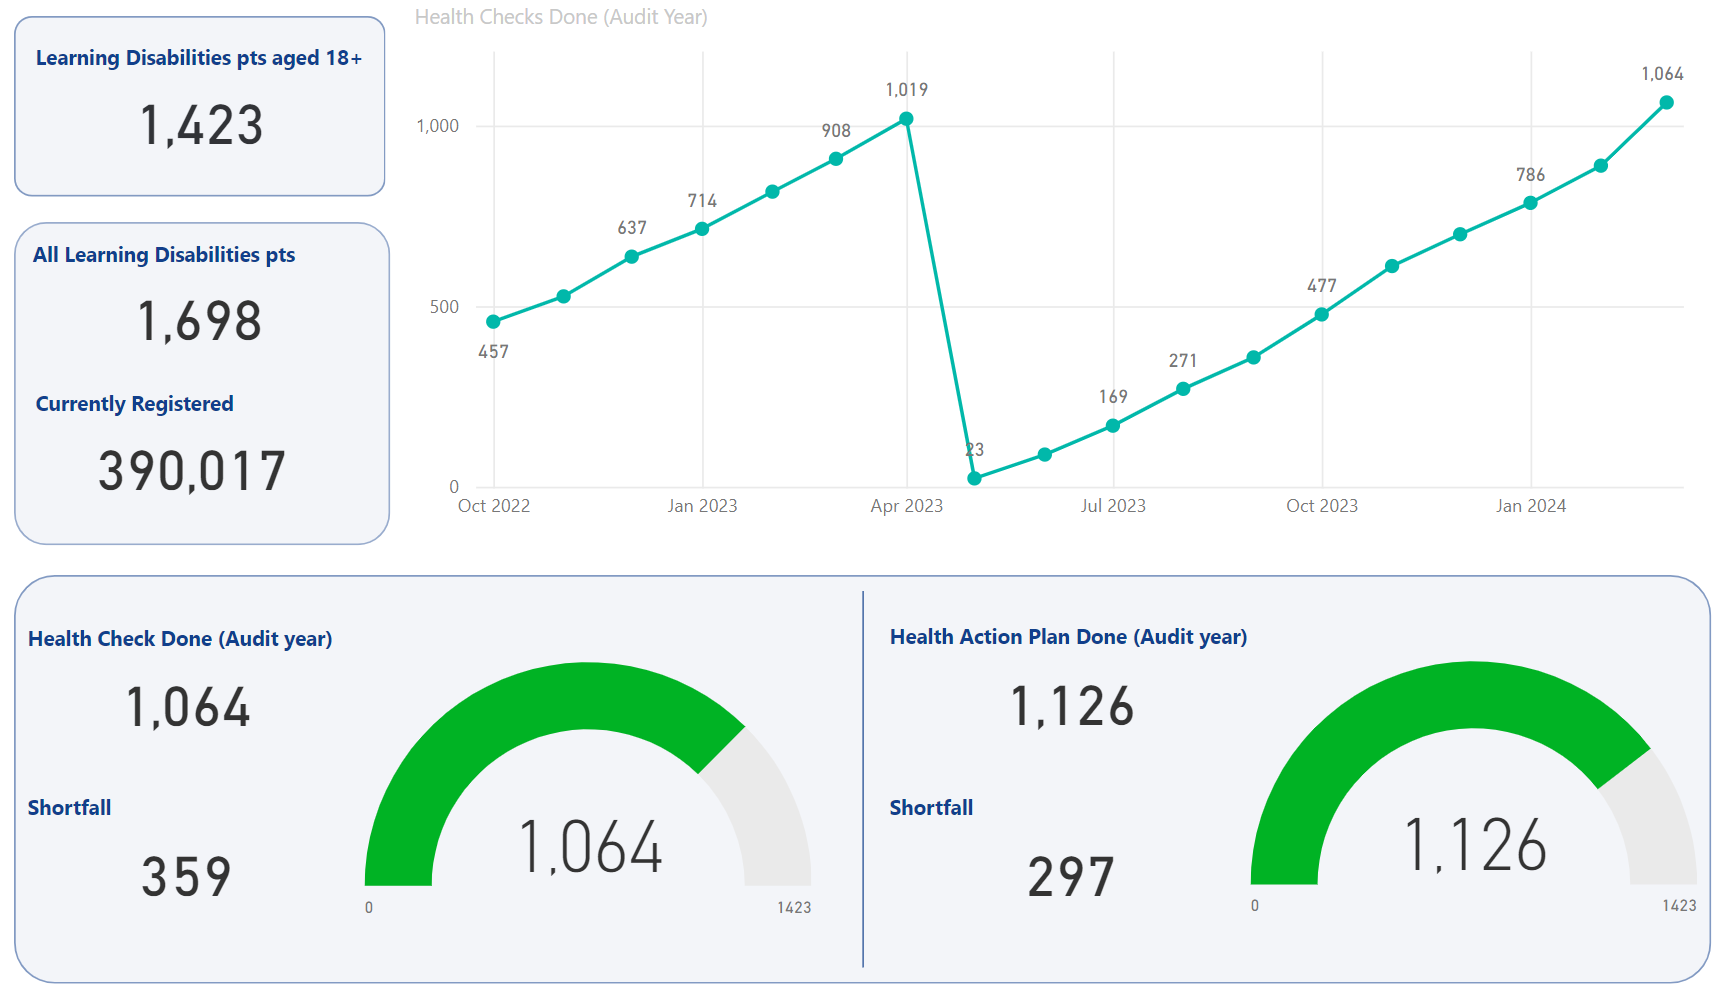 Learning Disabilities pts aged 18+
1,423
All Learning Disabilities pts
1,698
Currently Registered
390,017
Health Checks Done (Audit Year)
1,000
500
0
457
637
714
908
1,019
23
169
271
477
786
1,064
Oct 2022
Jan 2023
Apr 2023
Jul 2023
Oct 2023
Jan 2024
Health Check Done (Audit year)
1,064
Shortfall
359
1,064
0
1423
Health Action Plan Done (Audit year)
1,126
Shortfall
297
1,126
0
1423